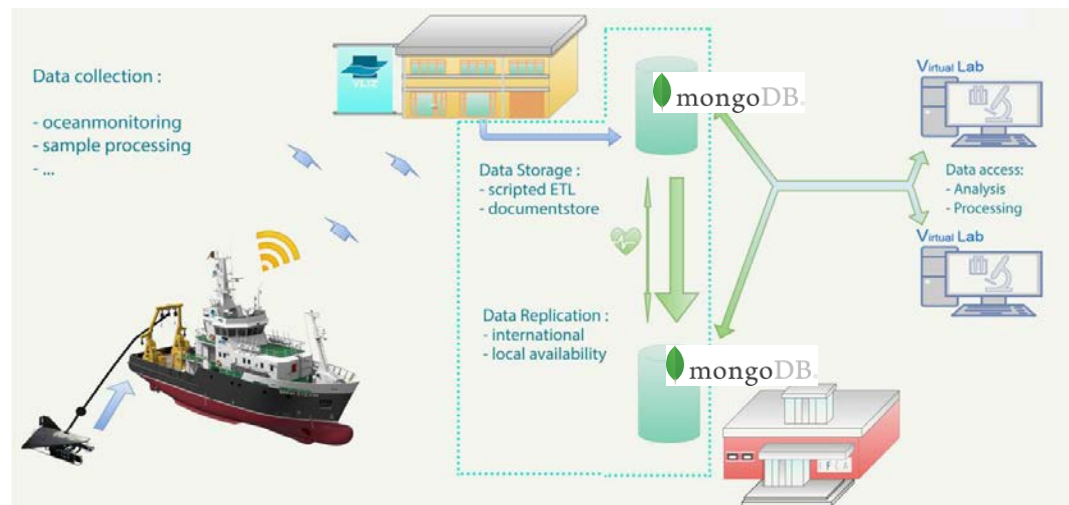 Data collection :
- oceanmonitoring
- sample processing
- ...
VLIZ
mongoDB.
Data Storage :
- scripted ETL
- documentstore
Virtual Lab
Data access:
- Analysis
- Processing
Virtual Lab
Data Replication :
- international
- local availability
mongoDB.
I F C A